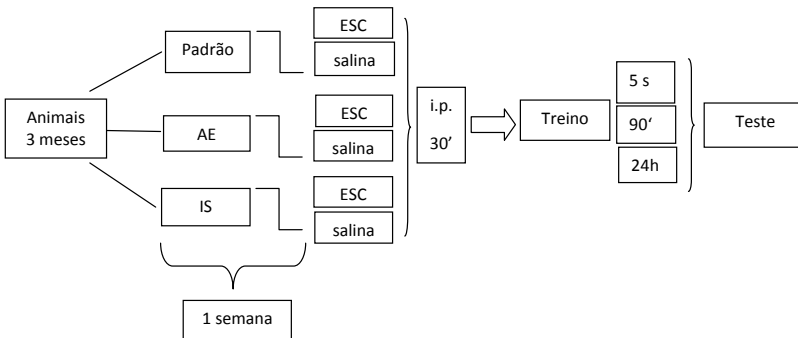 Animais
3 meses
Padrão
AE
IS
ESC
salina
ESC
salina
ESC
salina
1 semana
i.p.
30’
Treino
5 s
90‘
24h
Teste